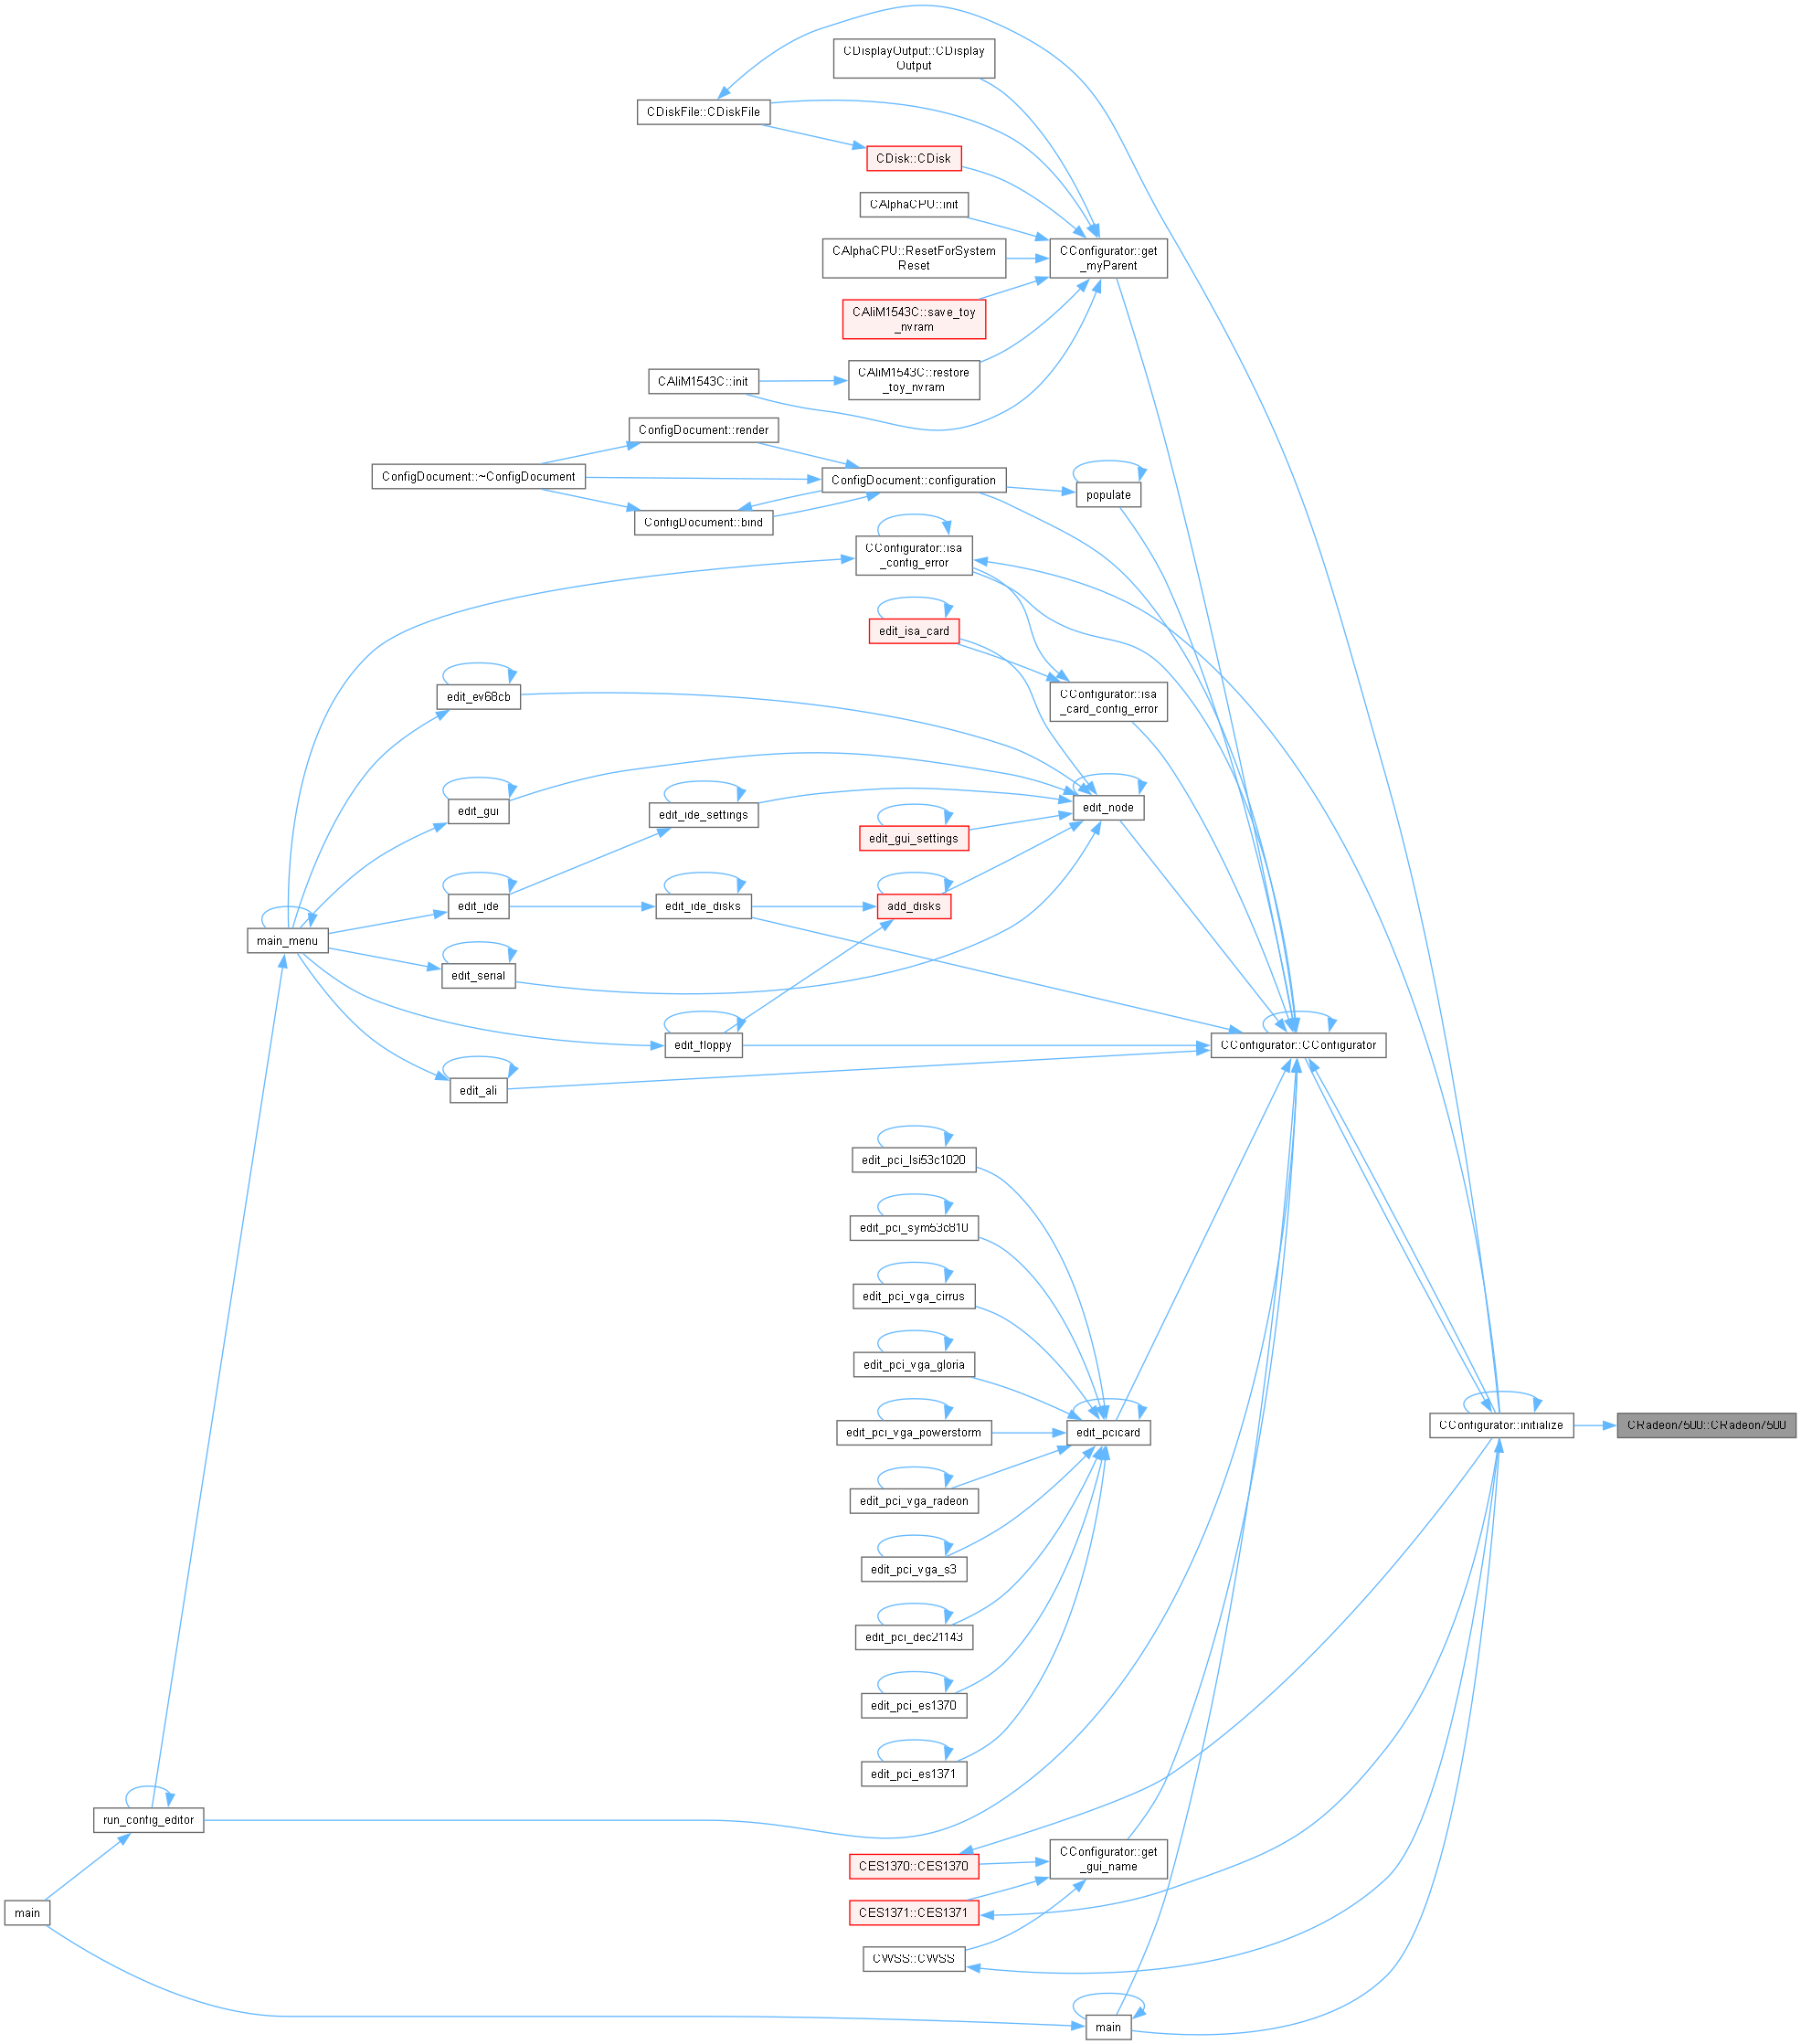 CDisplayOutput::CDisplay
Output
CDiskFile::CDiskFile
CDisk::CDisk
CAlphaCPU::init
CAlphaCPU::ResetForSystem
Reset
CConfigurator::get
_myParent
CAliM1543C::save_toy
_nvram
CAliM1543C::init
CAliM1543C::restore
_toy_nvram
ConfigDocument::render
ConfigDocument::~ConfigDocument
ConfigDocument::configuration
populate
ConfigDocument::bind
CConfigurator::isa
_config_error
edit_isa_card
edit_ev68cb
CConfigurator::isa
_card_config_error
edit_gui
edit_ide_settings
edit_node
edit_gui_settings
edit_ide
edit_ide_disks
add_disks
main_menu
edit_serial
edit_floppy
CConfigurator::CConfigurator
edit_ali
edit_pci_lsi53c1020
edit_pci_sym53c810
edit_pci_vga_cirrus
edit_pci_vga_gloria
edit_pci_vga_powerstorm
edit_pcicard
CConfigurator::initialize
CRadeon7500::CRadeon7500
edit_pci_vga_radeon
edit_pci_vga_s3
edit_pci_dec21143
edit_pci_es1370
edit_pci_es1371
run_config_editor
CConfigurator::get
_gui_name
CES1370::CES1370
main
CES1371::CES1371
CWSS::CWSS
main